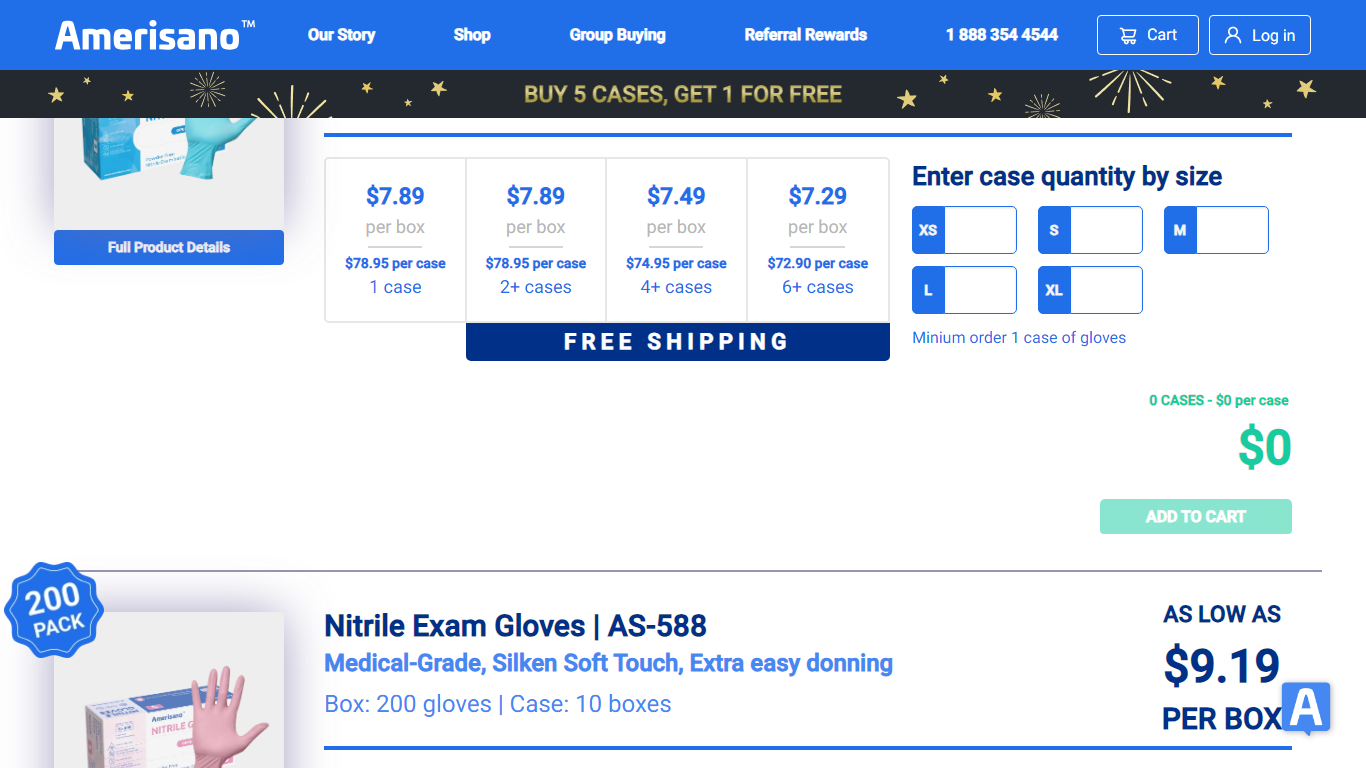 Amerisano™
Our Story
Shop
Group Buying
Referral Rewards
1 888 354 4544
Cart
Log in
BUY 5 CASES, GET 1 FOR FREE
Full Product Details
$7.89
per box
$78.95 per case
1 case
$7.89
per box
$78.95 per case
2+ cases
$7.49
per box
$74.95 per case
4+ cases
$7.29
per box
$72.90 per case
6+ cases
FREE SHIPPING
Enter case quantity by size
XS
S
M
L
XL
Minium order 1 case of gloves
0 CASES - $0 per case
$0
ADD TO CART
200
PACK
Amerisano
NITRILE G
Nitrile Exam Gloves | AS-588
Medical-Grade, Silken Soft Touch, Extra easy donning
Box: 200 gloves | Case: 10 boxes
AS LOW AS
$9.19
PER BOX
A